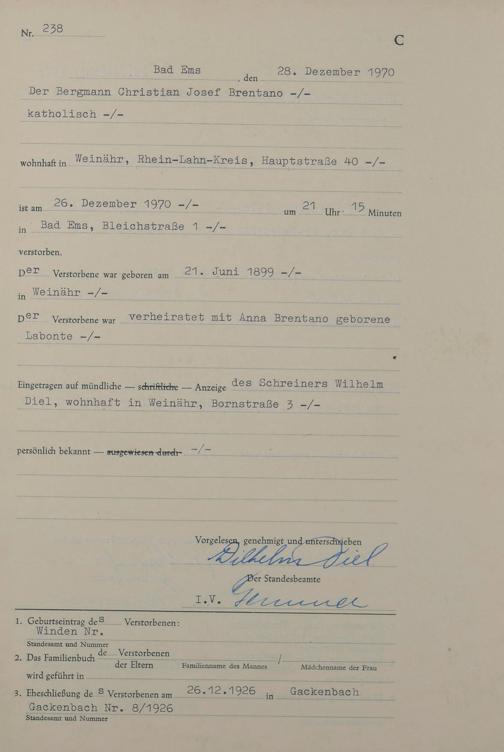 Nr. 238
C
Bad Ems, den 28. Dezember 1970
Der Bergmann Christian Josef Brentano -/-
katholisch -/-
wohnhaft in Weinähr, Rhein-Lahn-Kreis, Hauptstraße 40 -/-
ist am 26. Dezember 1970 -/- um 21 Uhr 15 Minuten
in Bad Ems, Bleichstraße 1 -/-
verstorben.
Der Verstorbene war geboren am 21. Juni 1899 -/-
in Weinähr -/-
Der Verstorbene war verheiratet mit Anna Brentano geborene
Labonte -/-
Eingetragen auf mündliche — schriftliche — Anzeige des Schreiners Wilhelm
Diel, wohnhaft in Weinähr, Bornstraße 3 -/-
persönlich bekannt — ausgewiesen durch -/-
Vorgelesen, genehmigt und unterschrieben
Wilhelm Diel
Der Standesbeamte
I.V.
1. Geburtseintrag des Verstorbenen:
Winden Nr.
Standesamt und Nummer
2. Das Familienbuch de Verstorbenen /
der Eltern Familienname des Mannes Mädchenname der Frau
wird geführt in
3. Eheschließung des Verstorbenen am 26.12.1926 in Gackenbach
Gackenbach Nr. 8/1926
Standesamt und Nummer